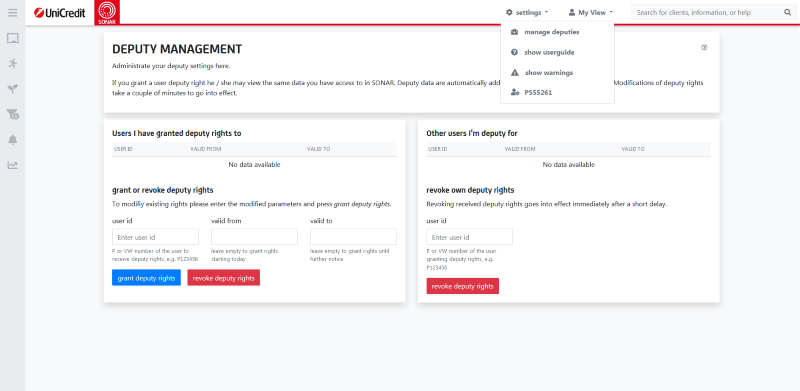 UniCredit
SONAR
settings
My View
Search for clients, information, or help
manage deputies
show userguide
show warnings
P555261
DEPUTY MANAGEMENT
Administrate your deputy settings here.
If you grant a user deputy right he / she may view the same data you have access to in SONAR. Deputy data are automatically add
Modifications of deputy rights
take a couple of minutes to go into effect.
Users I have granted deputy rights to
USER ID VALID FROM VALID TO
No data available
grant or revoke deputy rights
To modifiy existing rights please enter the modified parameters and press grant deputy rights.
user id valid from valid to
Enter user id
P or VW number of the user to receive deputy rights, e.g. P123456
leave empty to grant rights starting today
leave empty to grant rights until further notice
grant deputy rights
revoke deputy rights
Other users I'm deputy for
USER ID VALID FROM VALID TO
No data available
revoke own deputy rights
Revoking received deputy rights goes into effect immediately after a short delay.
user id
Enter user id
P or VW number of the user
granting deputy rights, e.g.
P123456
revoke deputy rights